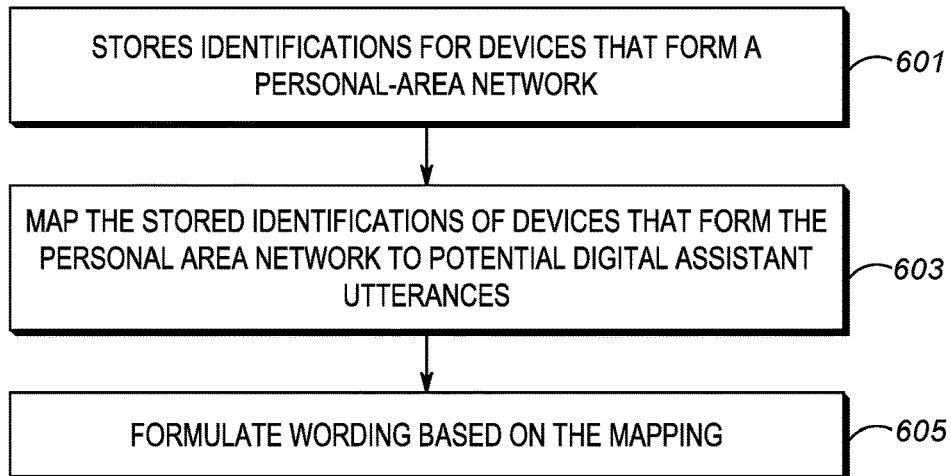 STORES IDENTIFICATIONS FOR DEVICES THAT FORM A
PERSONAL-AREA NETWORK
601
MAP THE STORED IDENTIFICATIONS OF DEVICES THAT FORM THE
PERSONAL AREA NETWORK TO POTENTIAL DIGITAL ASSISTANT
UTTERANCES
603
FORMULATE WORDING BASED ON THE MAPPING
605